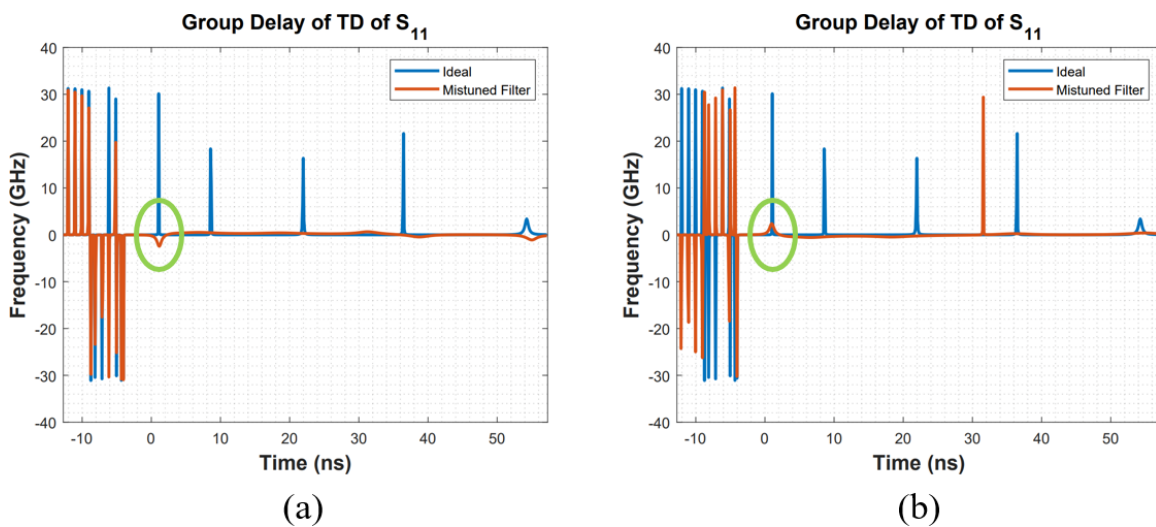 Group Delay of TD of S₁₁
Frequency (GHz)
40
30
20
10
0
-10
-20
-30
-40
Ideal
Mistuned Filter
-10 0 10 20 30 40 50
Time (ns)
(a)
Group Delay of TD of S₁₁
Frequency (GHz)
40
30
20
10
0
-10
-20
-30
-40
Ideal
Mistuned Filter
-10 0 10 20 30 40 50
Time (ns)
(b)